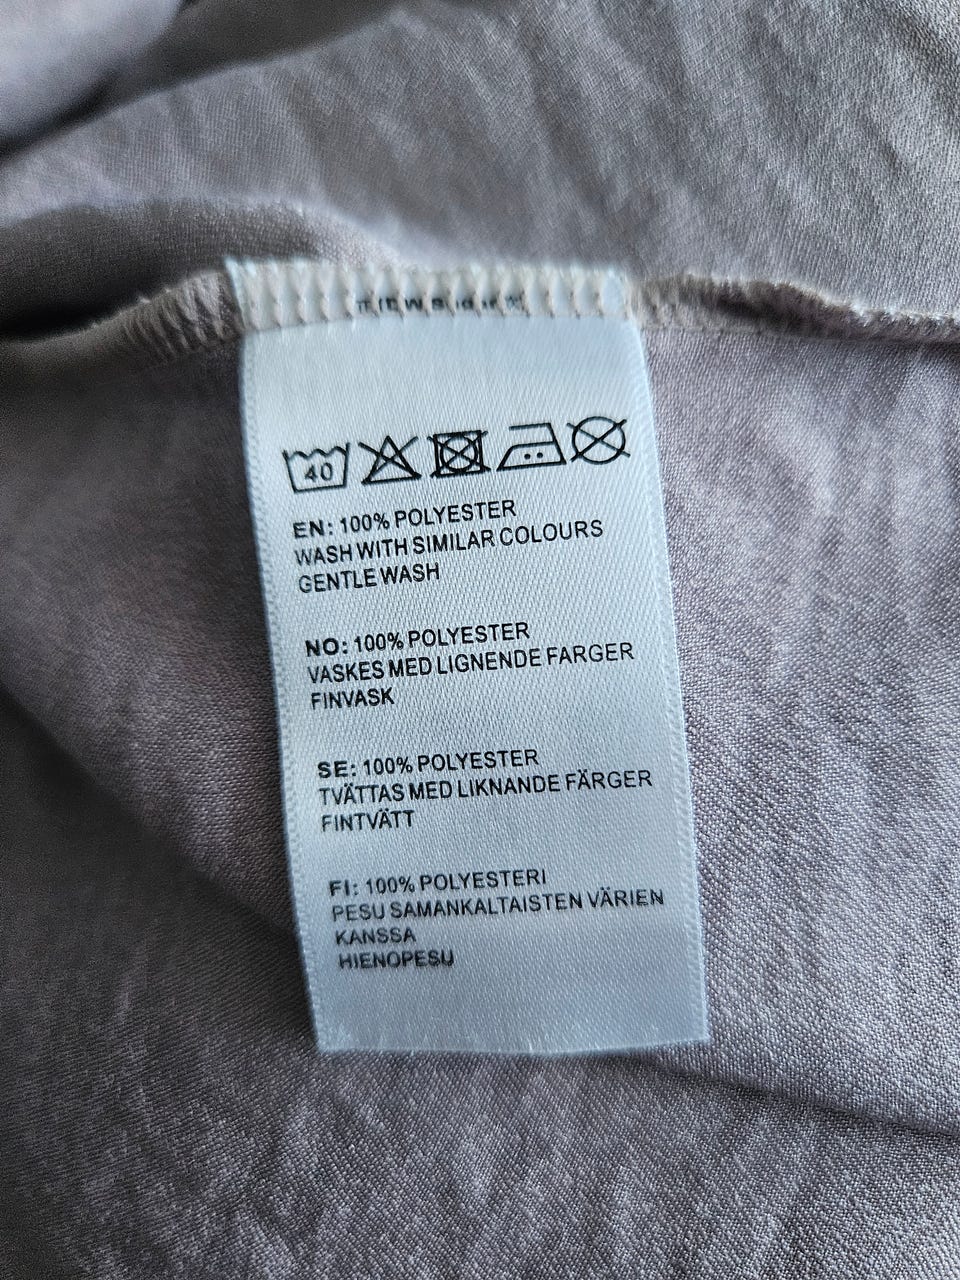 40
EN: 100% POLYESTER
WASH WITH SIMILAR COLOURS
GENTLE WASH
NO: 100% POLYESTER
VASKES MED LIGNENDE FARGER
FINVASK
SE: 100% POLYESTER
TVÄTTAS MED LIKNANDE FÄRGER
FINTVÄTT
FI: 100% POLYESTERI
PESU SAMANKALTAISTEN VÄRIEN
KANSSA
HIENOPESU